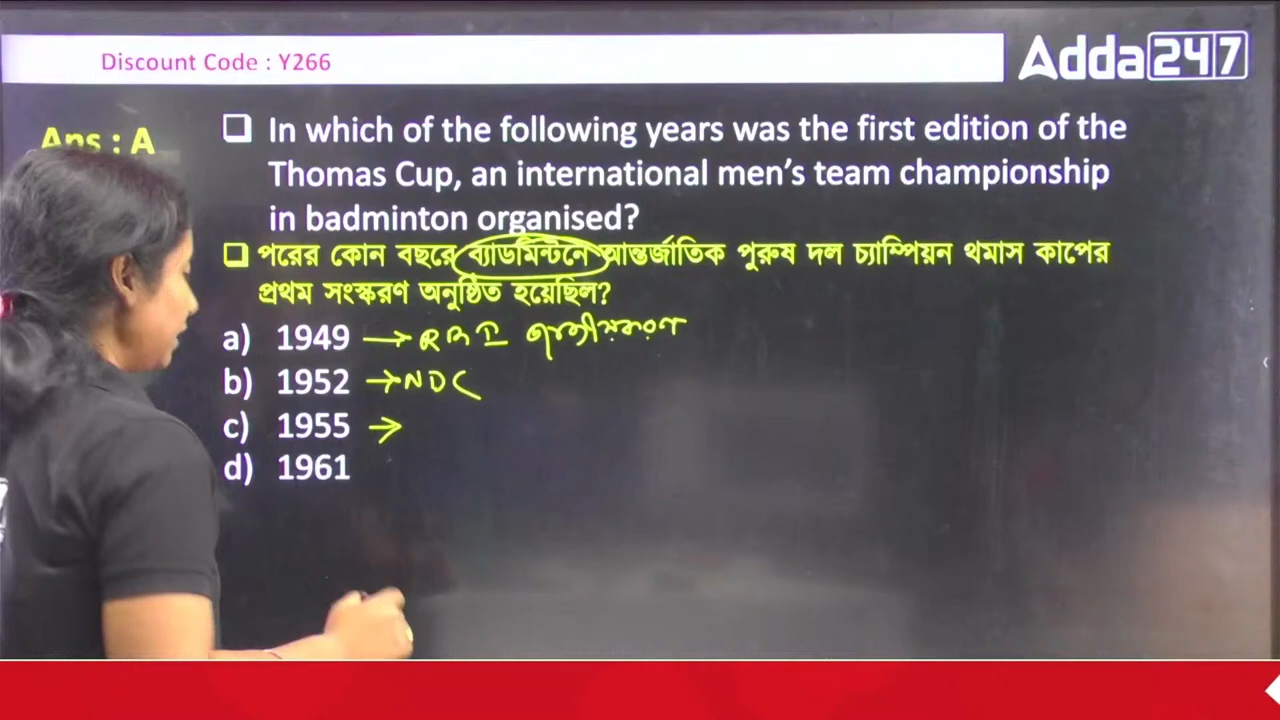 Discount Code : Y266
Adda247
Ans : A
In which of the following years was the first edition of the
Thomas Cup, an international men's team championship
in badminton organised?
পরের কোন বছরে ব্যাডমিন্টনে আন্তর্জাতিক পুরুষ দল চ্যাম্পিয়ন থমাস কাপের
প্রথম সংস্করণ অনুষ্ঠিত হয়েছিল?
a) 1949 → RBI জাতীয়করণ
b) 1952 → NDC
c) 1955 →
d) 1961